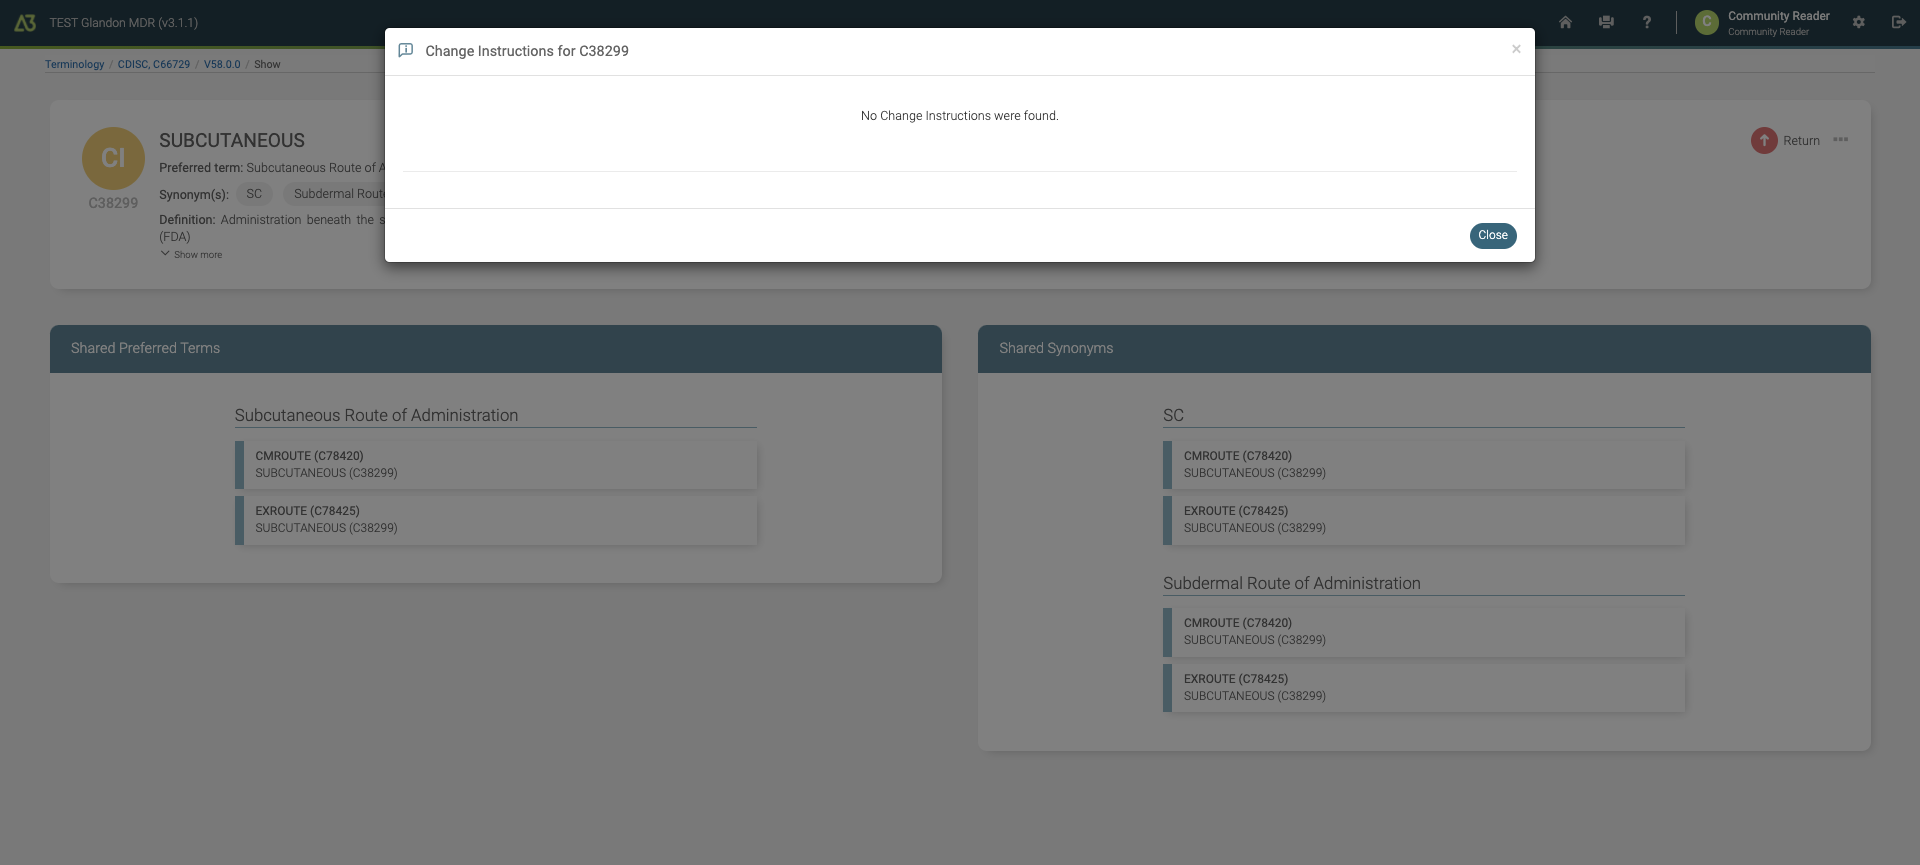 TEST Glandon MDR (v3.1.1)
C
Community Reader
Community Reader
Terminology / CDISC, C66729 / V58.0.0 / Show
Change Instructions for C38299
×
No Change Instructions were found.
Close
CI
C38299
SUBCUTANEOUS
Preferred term: Subcutaneous Route of A
Synonym(s): SC Subdermal Rout
Definition: Administration beneath the s
(FDA)
Show more
Return
Shared Preferred Terms
Subcutaneous Route of Administration
CMROUTE (C78420)
SUBCUTANEOUS (C38299)
EXROUTE (C78425)
SUBCUTANEOUS (C38299)
Shared Synonyms
SC
CMROUTE (C78420)
SUBCUTANEOUS (C38299)
EXROUTE (C78425)
SUBCUTANEOUS (C38299)
Subdermal Route of Administration
CMROUTE (C78420)
SUBCUTANEOUS (C38299)
EXROUTE (C78425)
SUBCUTANEOUS (C38299)